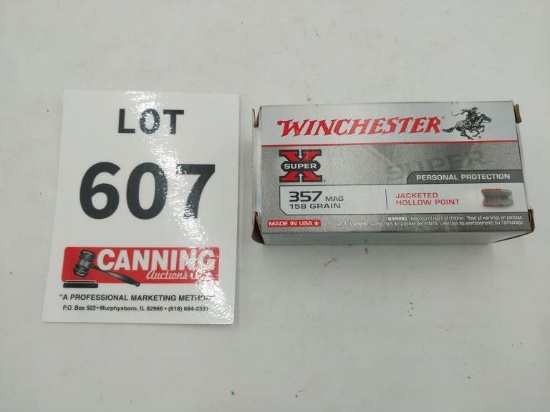 LOT
607
CANNING
Auctions
"A PROFESSIONAL MARKETING METHOD"
P.O. Box 503 • Murphysboro, IL 62966 • (618) 684-2331
WINCHESTER
X
SUPER
SUPER
PERSONAL PROTECTION
357 MAG
158 GRAIN
JACKETED
HOLLOW POINT
MADE IN USA